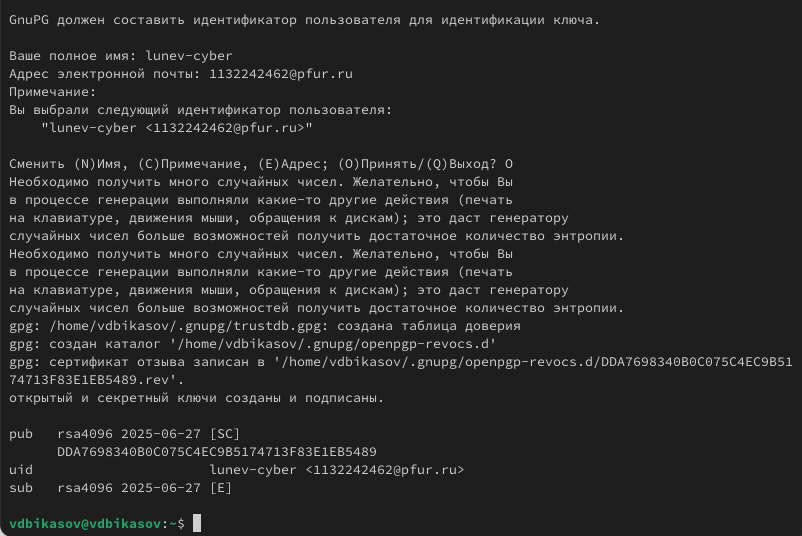 GnuPG должен составить идентификатор пользователя для идентификации ключа.
Ваше полное имя: lunev-cyber
Адрес электронной почты: 1132242462@pfur.ru
Примечание:
Вы выбрали следующий идентификатор пользователя:
"lunev-cyber <1132242462@pfur.ru>"
Сменить (N)Имя, (C)Примечание, (E)Адрес; (O)Принять/(Q)Выход? O
Необходимо получить много случайных чисел. Желательно, чтобы Вы
в процессе генерации выполняли какие-то другие действия (печать
на клавиатуре, движения мыши, обращения к дискам); это даст генератору
случайных чисел больше возможностей получить достаточное количество энтропии.
Необходимо получить много случайных чисел. Желательно, чтобы Вы
в процессе генерации выполняли какие-то другие действия (печать
на клавиатуре, движения мыши, обращения к дискам); это даст генератору
случайных чисел больше возможностей получить достаточное количество энтропии.
gpg: /home/vdbikasov/.gnupg/trustdb.gpg: создана таблица доверия
gpg: создан каталог '/home/vdbikasov/.gnupg/openpgp-revocs.d'
gpg: сертификат отзыва записан в '/home/vdbikasov/.gnupg/openpgp-revocs.d/DDA7698340B0C075C4EC9B51
74713F83E1EB5489.rev'.
открытый и секретный ключи созданы и подписаны.
pub   rsa4096 2025-06-27 [SC]
DDA7698340B0C075C4EC9B5174713F83E1EB5489
uid                      lunev-cyber <1132242462@pfur.ru>
sub   rsa4096 2025-06-27 [E]
vdbikasov@vdbikasov:~$